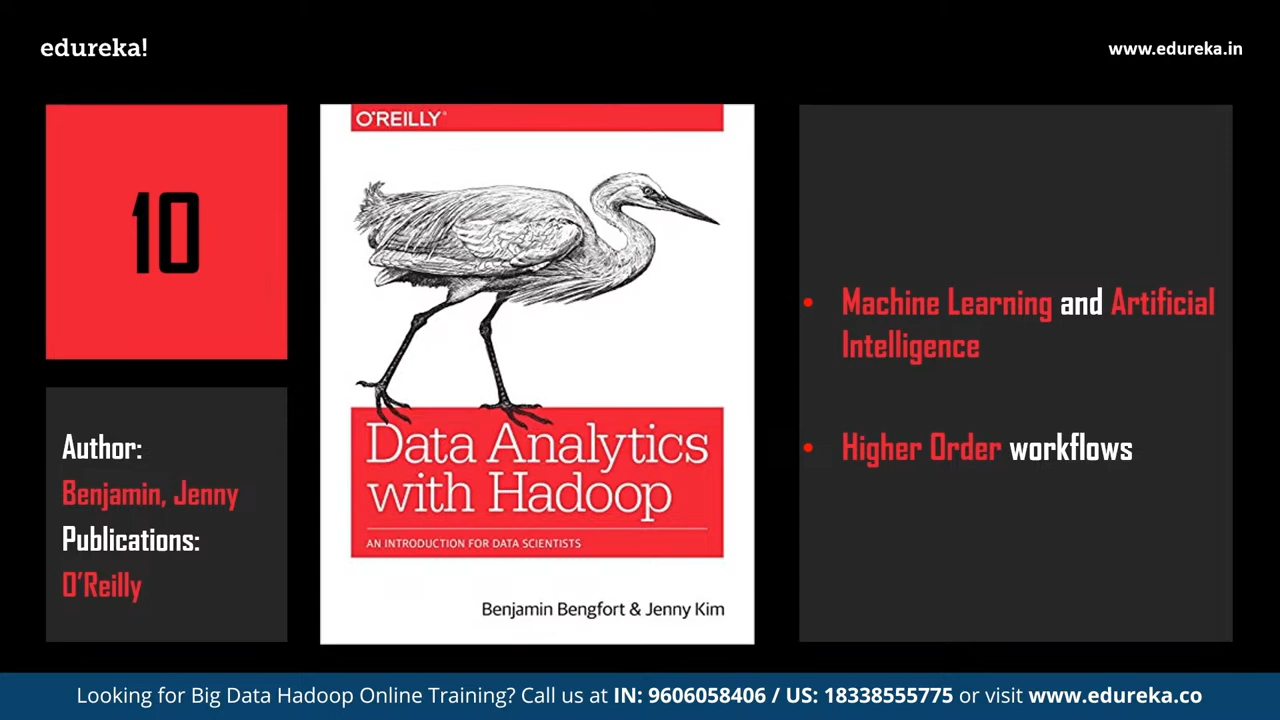 edureka!
www.edureka.in
10
Author:
Benjamin, Jenny
Publications:
O'Reilly
O'REILLY®
Data Analytics
with Hadoop
AN INTRODUCTION FOR DATA SCIENTISTS
Benjamin Bengfort & Jenny Kim
• Machine Learning and Artificial
Intelligence
• Higher Order workflows
Looking for Big Data Hadoop Online Training? Call us at IN: 9606058406 / US: 18338555775 or visit www.edureka.co